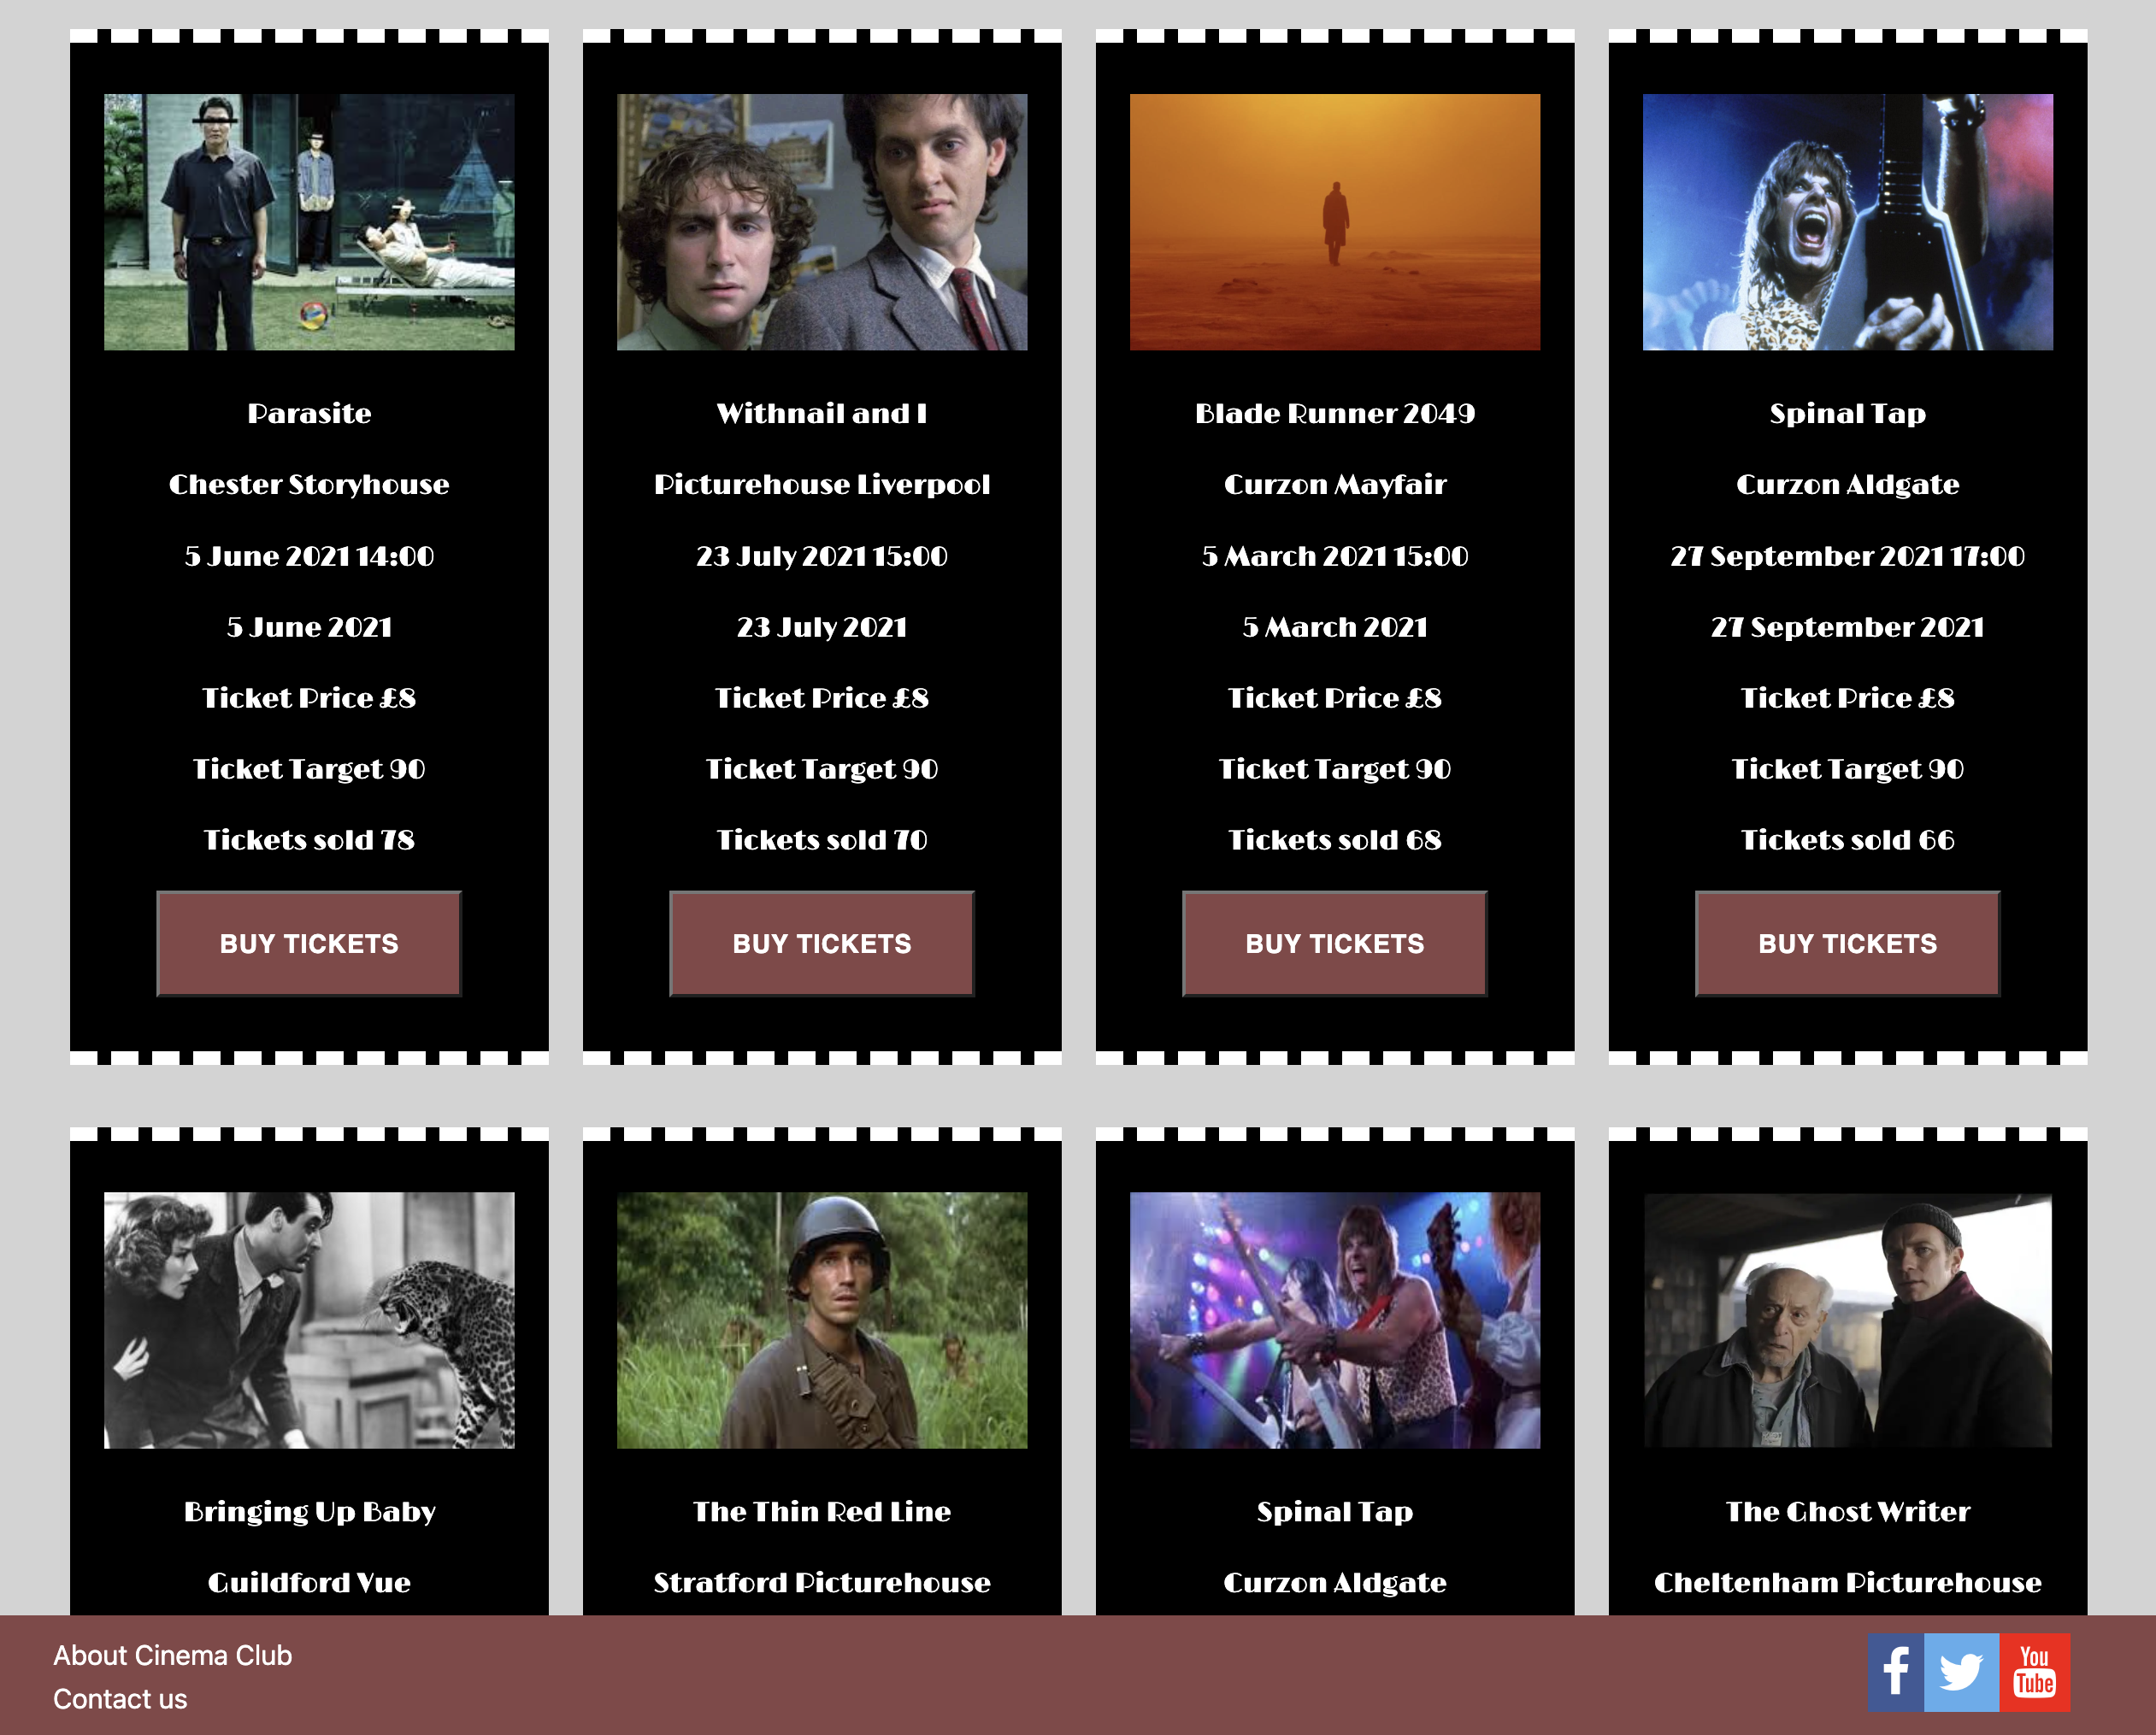 Parasite
Chester Storyhouse
5 June 2021 14:00
5 June 2021
Ticket Price £8
Ticket Target 90
Tickets sold 78
BUY TICKETS
Withnail and I
Picturehouse Liverpool
23 July 2021 15:00
23 July 2021
Ticket Price £8
Ticket Target 90
Tickets sold 70
BUY TICKETS
Blade Runner 2049
Curzon Mayfair
5 March 2021 15:00
5 March 2021
Ticket Price £8
Ticket Target 90
Tickets sold 68
BUY TICKETS
Spinal Tap
Curzon Aldgate
27 September 2021 17:00
27 September 2021
Ticket Price £8
Ticket Target 90
Tickets sold 66
BUY TICKETS
Bringing Up Baby
Guildford Vue
The Thin Red Line
Stratford Picturehouse
Spinal Tap
Curzon Aldgate
The Ghost Writer
Cheltenham Picturehouse
About Cinema Club
Contact us
f
You
Tube